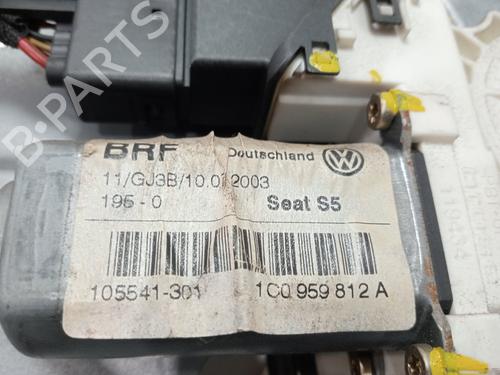 B-PARTS
BRF Deutschland
11/GJ3B/10.07.2003
195-0 Seat S5
105541-301 1C0 959 812 A